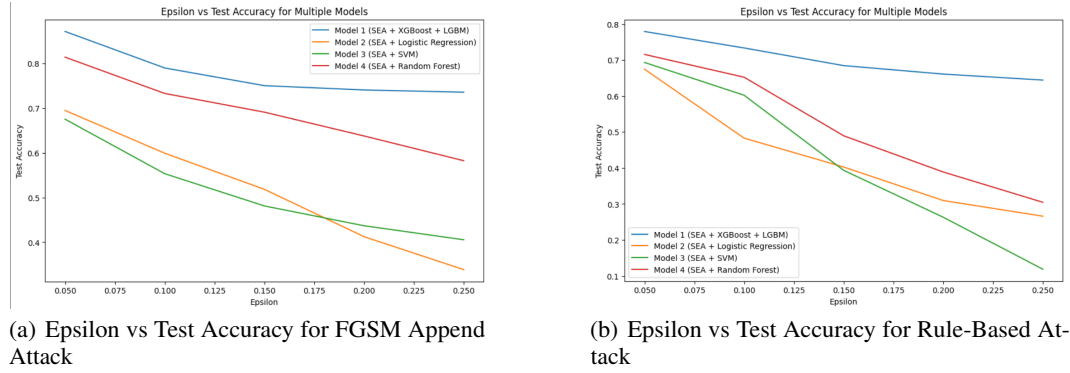 Epsilon vs Test Accuracy for Multiple Models
Model 1 (SEA + XGBoost + LGBM)
Model 2 (SEA + Logistic Regression)
Model 3 (SEA + SVM)
Model 4 (SEA + Random Forest)
0.8
0.7
0.6
0.5
0.4
Test Accuracy
0.050 0.075 0.100 0.125 0.150 0.175 0.200 0.225 0.250
Epsilon
(a) Epsilon vs Test Accuracy for FGSM Append
Attack
Epsilon vs Test Accuracy for Multiple Models
0.8
0.7
0.6
0.5
0.4
0.3
0.2
0.1
Test Accuracy
Model 1 (SEA + XGBoost + LGBM)
Model 2 (SEA + Logistic Regression)
Model 3 (SEA + SVM)
Model 4 (SEA + Random Forest)
0.050 0.075 0.100 0.125 0.150 0.175 0.200 0.225 0.250
Epsilon
(b) Epsilon vs Test Accuracy for Rule-Based At-
tack